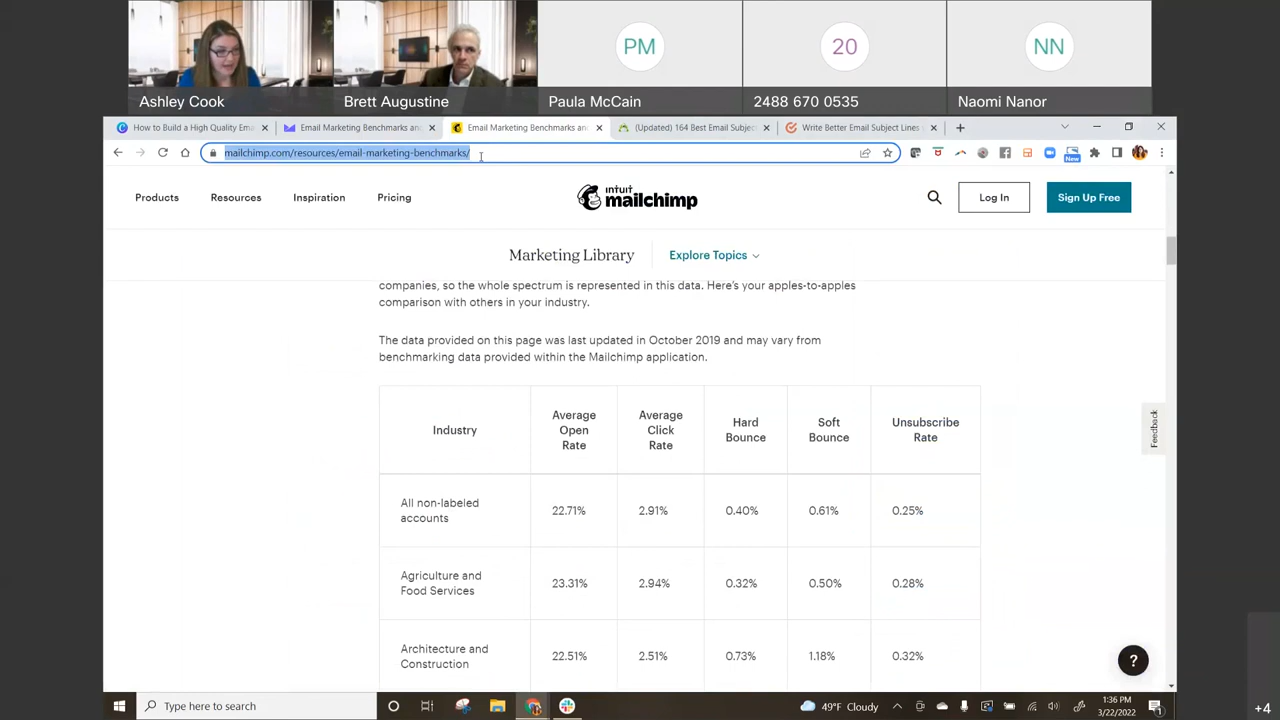 PM
20
NN
Ashley Cook
Brett Augustine
Paula McCain
2488 670 0535
Naomi Nanor
How to Build a High Quality Ema
Email Marketing Benchmarks and
Email Marketing Benchmarks and
(Updated) 164 Best Email Subject
Write Better Email Subject Lines
mailchimp.com/resources/email-marketing-benchmarks/
New
Products
Resources
Inspiration
Pricing
intuit
mailchimp
Log In
Sign Up Free
Marketing Library
Explore Topics
companies, so the whole spectrum is represented in this data. Here's your apples-to-apples
comparison with others in your industry.
The data provided on this page was last updated in October 2019 and may vary from
benchmarking data provided within the Mailchimp application.
Industry
Average
Open
Rate
Average
Click
Rate
Hard
Bounce
Soft
Bounce
Unsubscribe
Rate
All non-labeled
accounts
22.71%
2.91%
0.40%
0.61%
0.25%
Agriculture and
Food Services
23.31%
2.94%
0.32%
0.50%
0.28%
Architecture and
Construction
22.51%
2.51%
0.73%
1.18%
0.32%
Feedback
?
Type here to search
49°F Cloudy
1:36 PM
3/22/2022
1
+4